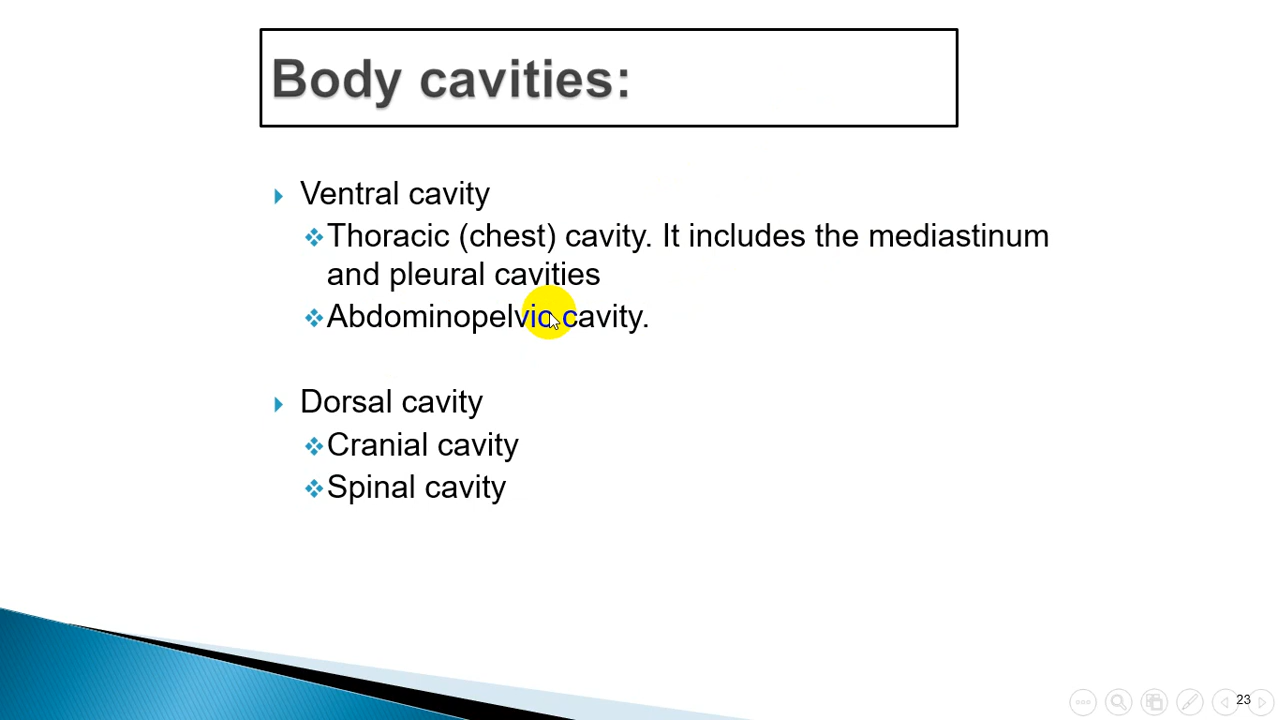 Body cavities:
Ventral cavity
Thoracic (chest) cavity. It includes the mediastinum
and pleural cavities
Abdominopelvic cavity.
Dorsal cavity
Cranial cavity
Spinal cavity
23